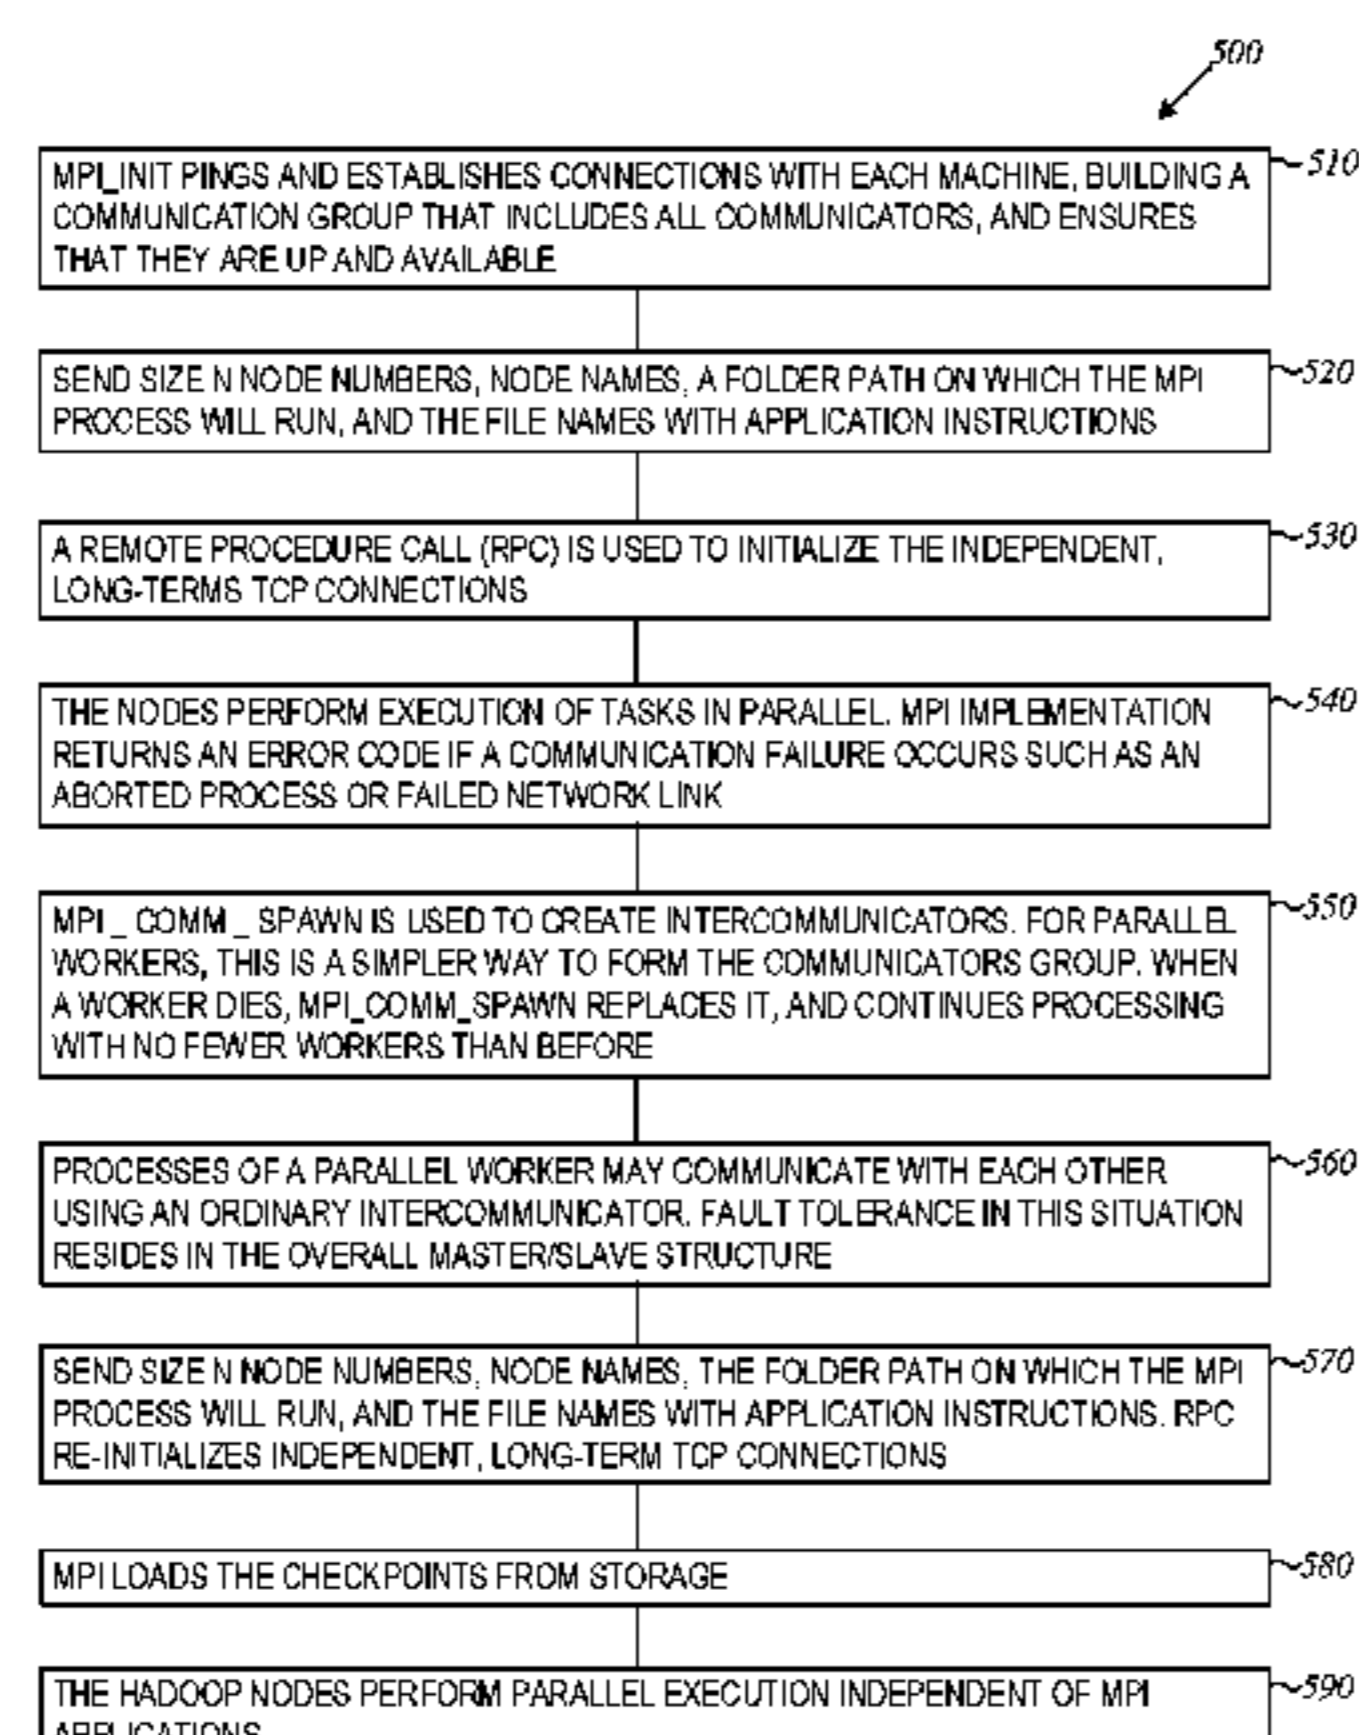 500
510
MPI_INIT PINGS AND ESTABLISHES CONNECTIONS WITH EACH MACHINE, BUILDING A
COMMUNICATION GROUP THAT INCLUDES ALL COMMUNICATORS, AND ENSURES
THAT THEY ARE UP AND AVAILABLE
520
SEND SIZE N NODE NUMBERS, NODE NAMES, A FOLDER PATH ON WHICH THE MPI
PROCESS WILL RUN, AND THE FILE NAMES WITH APPLICATION INSTRUCTIONS
530
A REMOTE PROCEDURE CALL (RPC) IS USED TO INITIALIZE THE INDEPENDENT,
LONG-TERMS TCP CONNECTIONS
540
THE NODES PERFORM EXECUTION OF TASKS IN PARALLEL. MPI IMPLEMENTATION
RETURNS AN ERROR CODE IF A COMMUNICATION FAILURE OCCURS SUCH AS AN
ABORTED PROCESS OR FAILED NETWORK LINK
550
MPI _ COMM _ SPAWN IS USED TO CREATE INTERCOMMUNICATORS. FOR PARALLEL
WORKERS, THIS IS A SIMPLER WAY TO FORM THE COMMUNICATORS GROUP. WHEN
A WORKER DIES, MPI_COMM_SPAWN REPLACES IT, AND CONTINUES PROCESSING
WITH NO FEWER WORKERS THAN BEFORE
560
PROCESSES OF A PARALLEL WORKER MAY COMMUNICATE WITH EACH OTHER
USING AN ORDINARY INTERCOMMUNICATOR. FAULT TOLERANCE IN THIS SITUATION
RESIDES IN THE OVERALL MASTER/SLAVE STRUCTURE
570
SEND SIZE N NODE NUMBERS, NODE NAMES, THE FOLDER PATH ON WHICH THE MPI
PROCESS WILL RUN, AND THE FILE NAMES WITH APPLICATION INSTRUCTIONS. RPC
RE-INITIALIZES INDEPENDENT, LONG-TERM TCP CONNECTIONS
580
MPI LOADS THE CHECKPOINTS FROM STORAGE
590
THE HADOOP NODES PERFORM PARALLEL EXECUTION INDEPENDENT OF MPI
APPLICATIONS